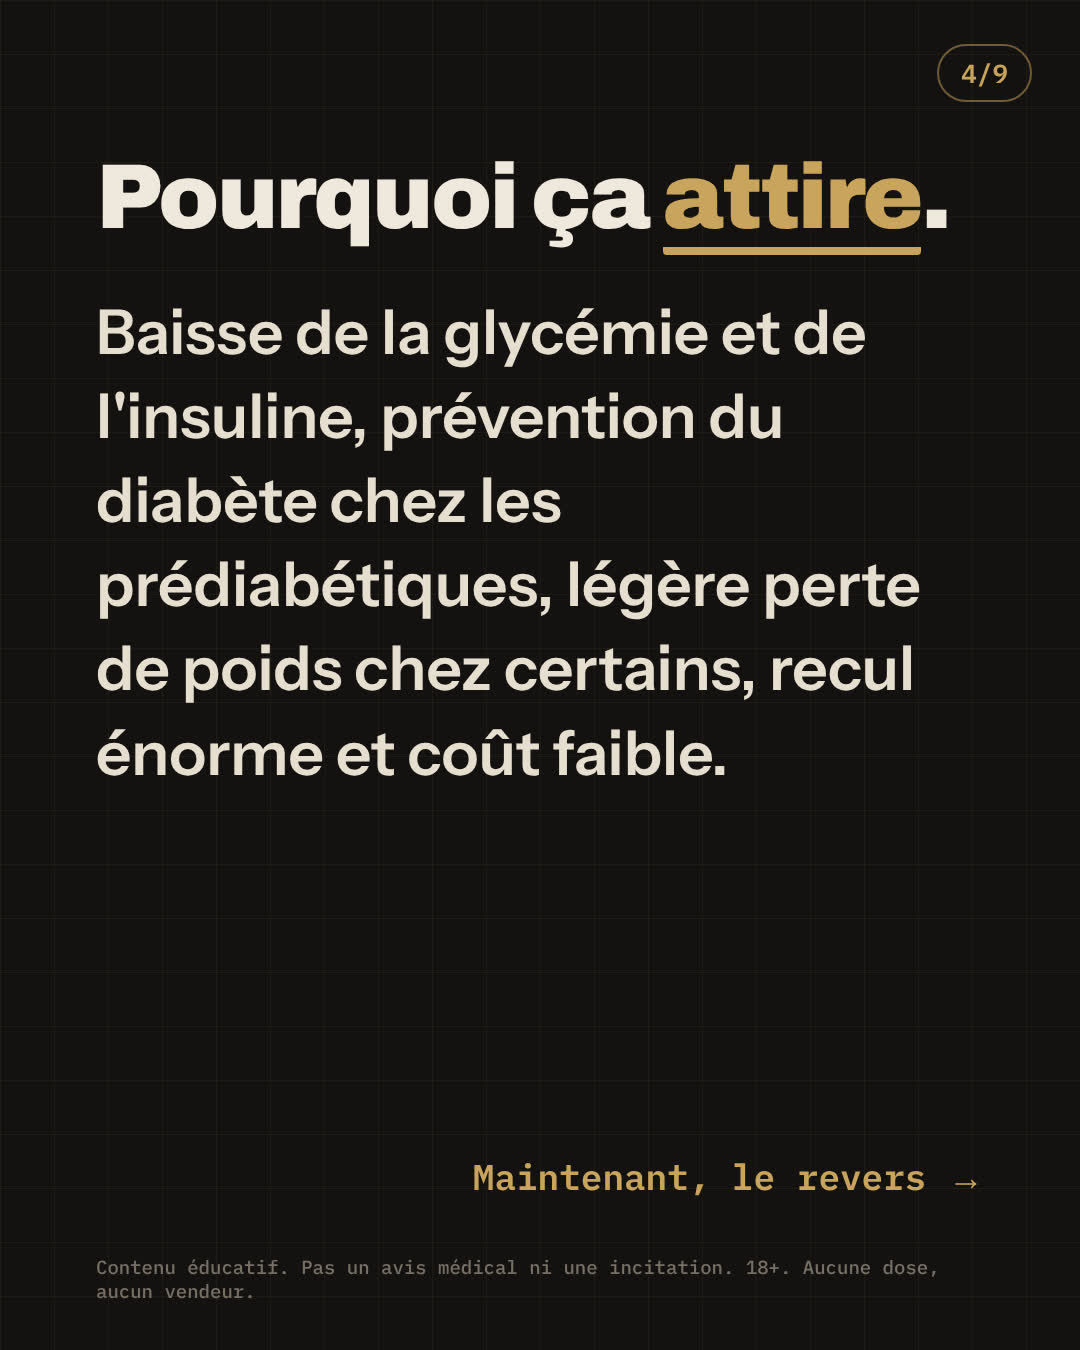 4/9
Pourquoi ça attire.
Baisse de la glycémie et de
l'insuline, prévention du
diabète chez les
prédiabétiques, légère perte
de poids chez certains, recul
énorme et coût faible.
Maintenant, le revers →
Contenu éducatif. Pas un avis médical ni une incitation. 18+. Aucune dose,
aucun vendeur.